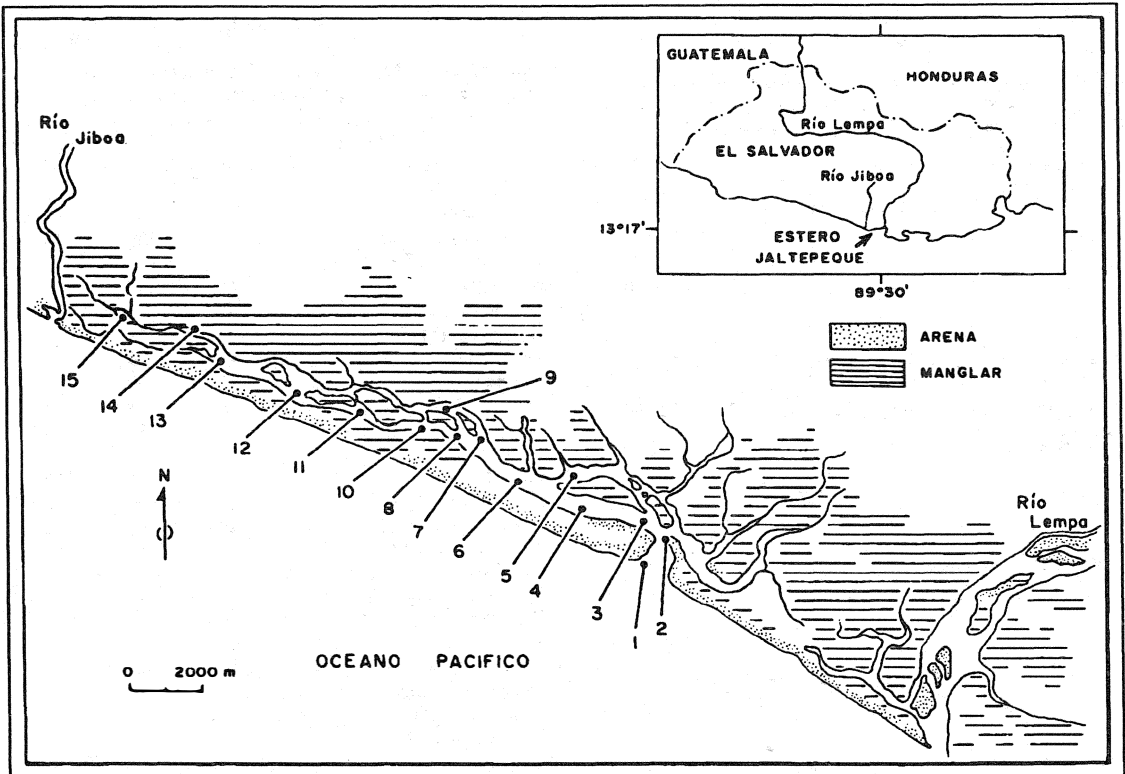 GUATEMALA
HONDURAS
Río Lempa
EL SALVADOR
Río Jiboa
13°17'
ESTERO
JALTEPEQUE
89°30'
Río
Jiboa
ARENA
MANGLAR
15
14
13
12
11
10
9
8
7
6
5
4
3
2
1
N
Río
Lempa
0 2000 m
OCEANO PACIFICO